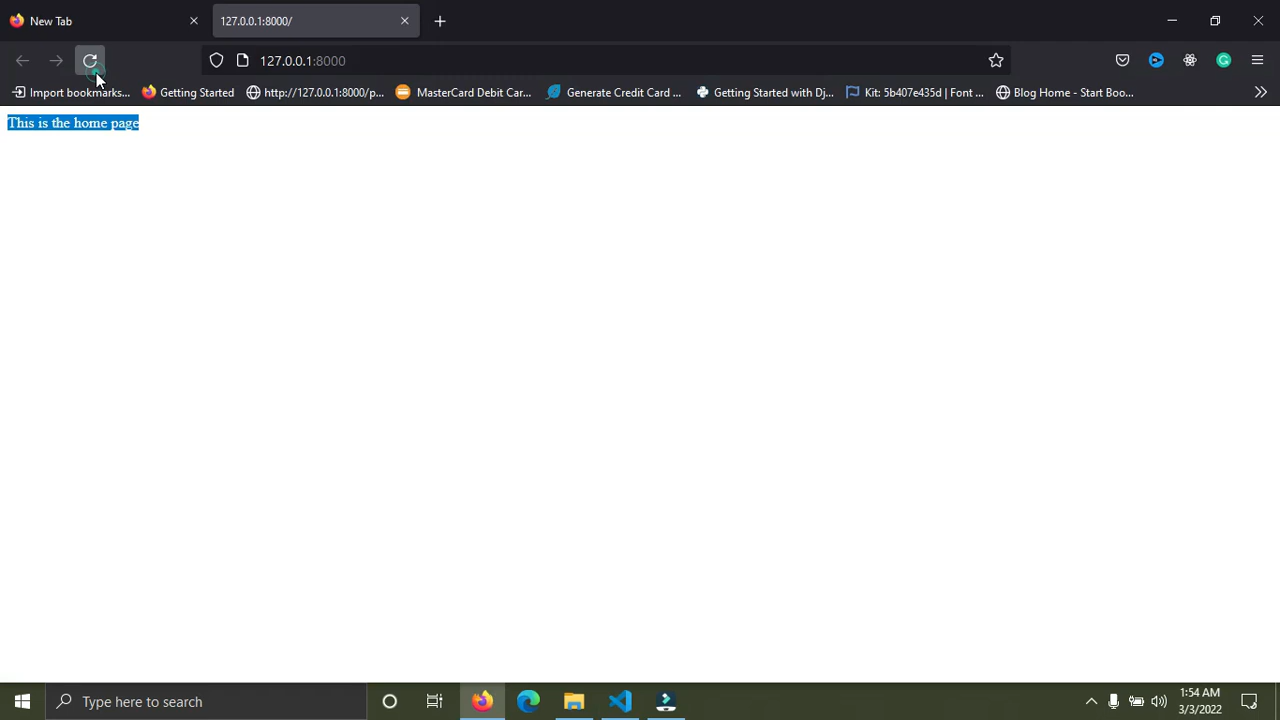 New Tab
127.0.0.1:8000/
127.0.0.1:8000
Import bookmarks...
Getting Started
http://127.0.0.1:8000/p...
MasterCard Debit Car...
Generate Credit Card ...
Getting Started with Dj...
Kit: 5b407e435d | Font ...
Blog Home - Start Boo...
This is the home page
Type here to search
1:54 AM
3/3/2022